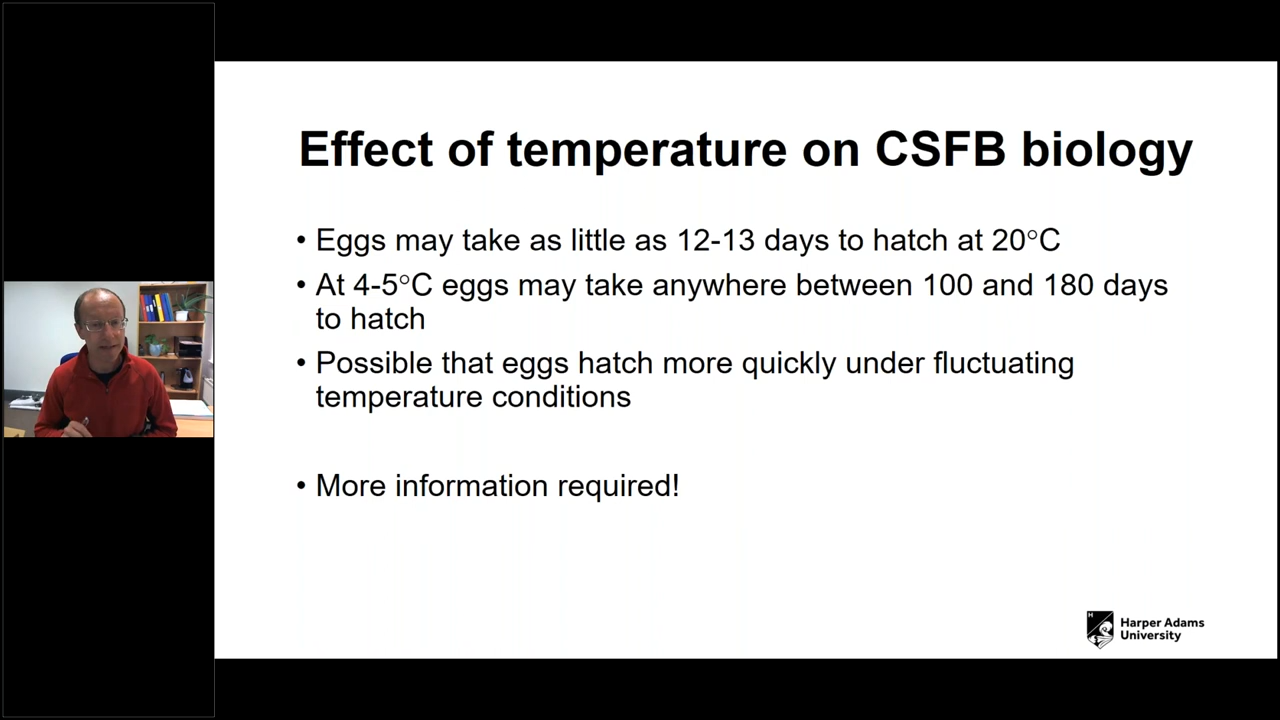 Effect of temperature on CSFB biology
• Eggs may take as little as 12-13 days to hatch at 20°C
• At 4-5°C eggs may take anywhere between 100 and 180 days
to hatch
• Possible that eggs hatch more quickly under fluctuating
temperature conditions
• More information required!
H
Harper Adams
University